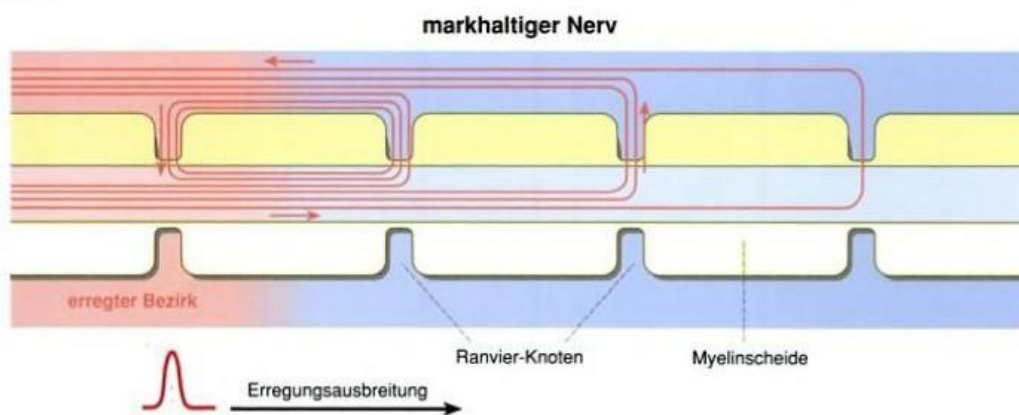 markhaltiger Nerv
erregter Bezirk
Ranvier-Knoten
Myelinscheide
Erregungsausbreitung